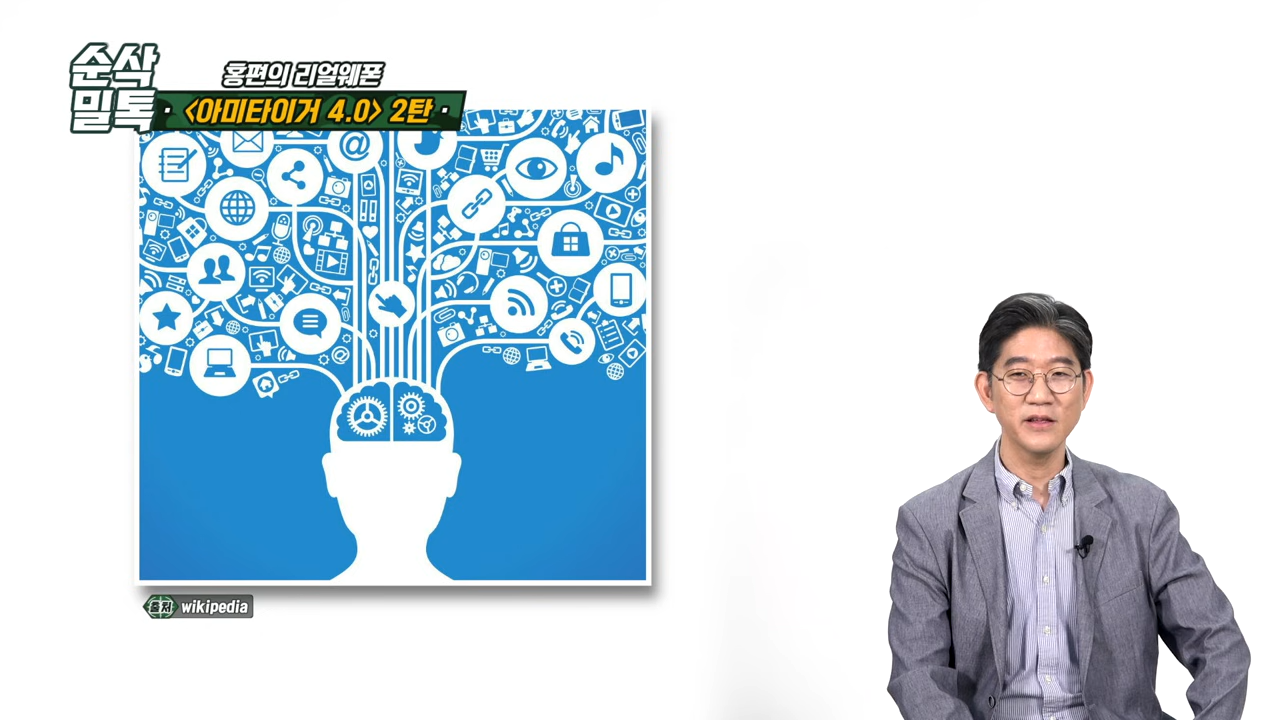 순삭
밀톡
홍편의 리얼웨폰
<아미타이거 4.0> 2탄
출처 wikipedia